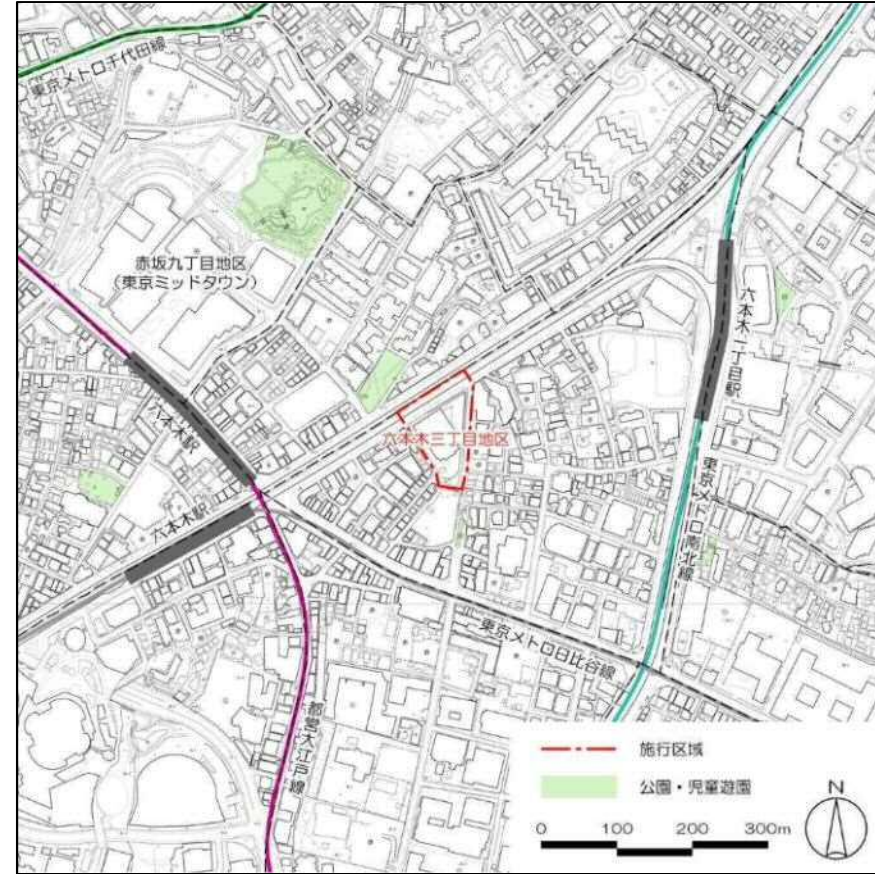 東京メトロ千代田線
赤坂九丁目地区
（東京ミッドタウン）
六本木一丁目駅
六本木三丁目地区
六本木駅
六本木駅
東京メトロ南北線
東京メトロ日比谷線
都営大江戸線
施行区域
公園・児童遊園
N
0 100 200 300m